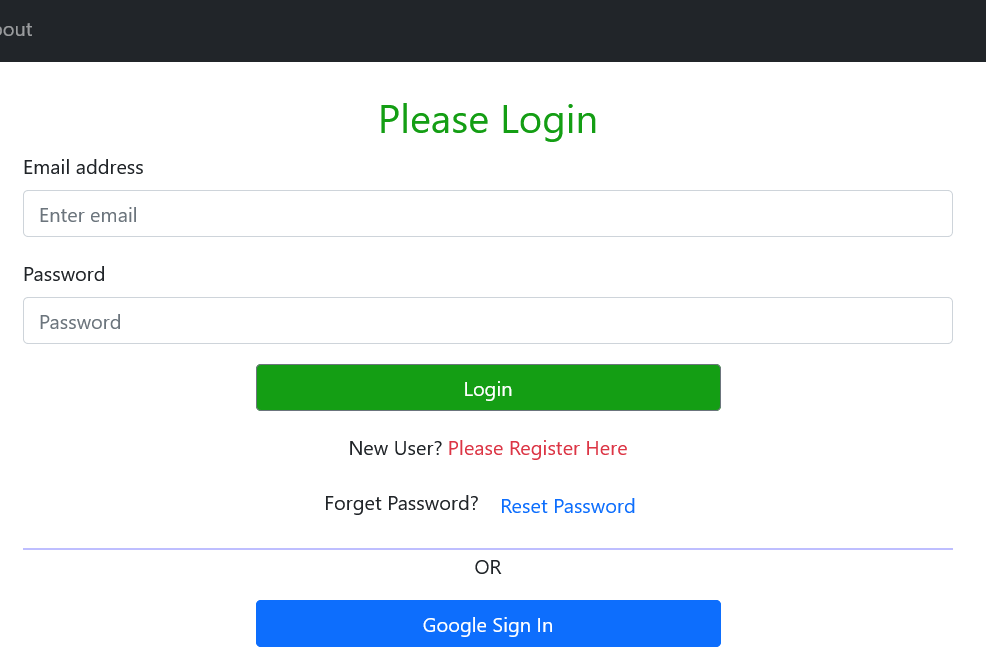 Please Login
Email address
Enter email
Password
Password
Login
New User? Please Register Here
Forget Password? Reset Password
OR
Google Sign In